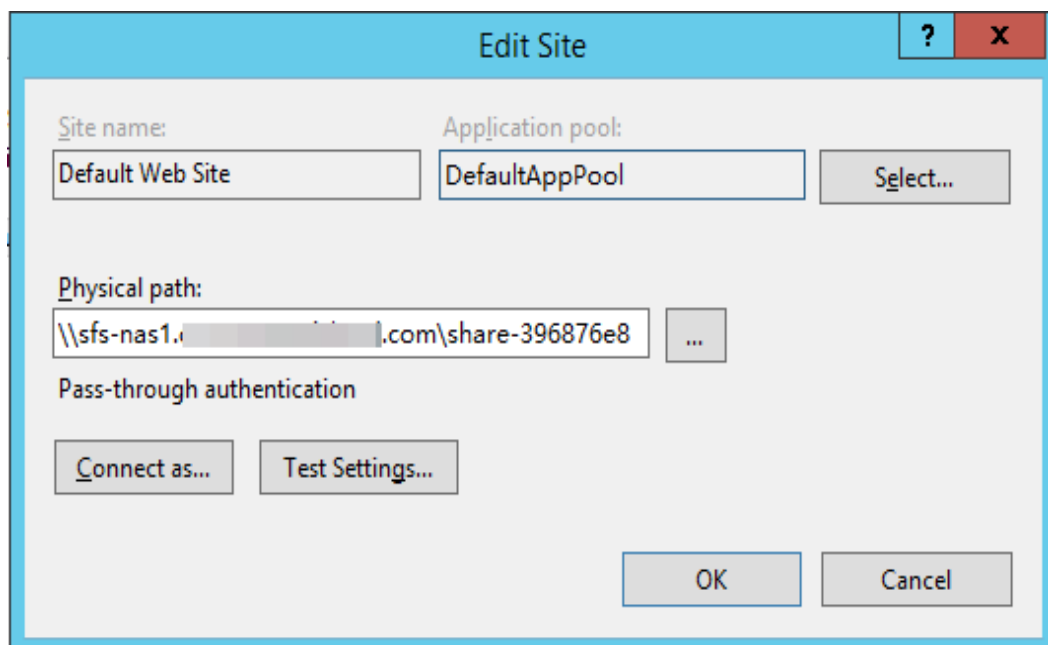 Edit Site
?
x
Site name:
Application pool:
Default Web Site
DefaultAppPool
Select...
Physical path:
\\sfs-nas1. .com\share-396876e8
...
Pass-through authentication
Connect as...
Test Settings...
OK
Cancel